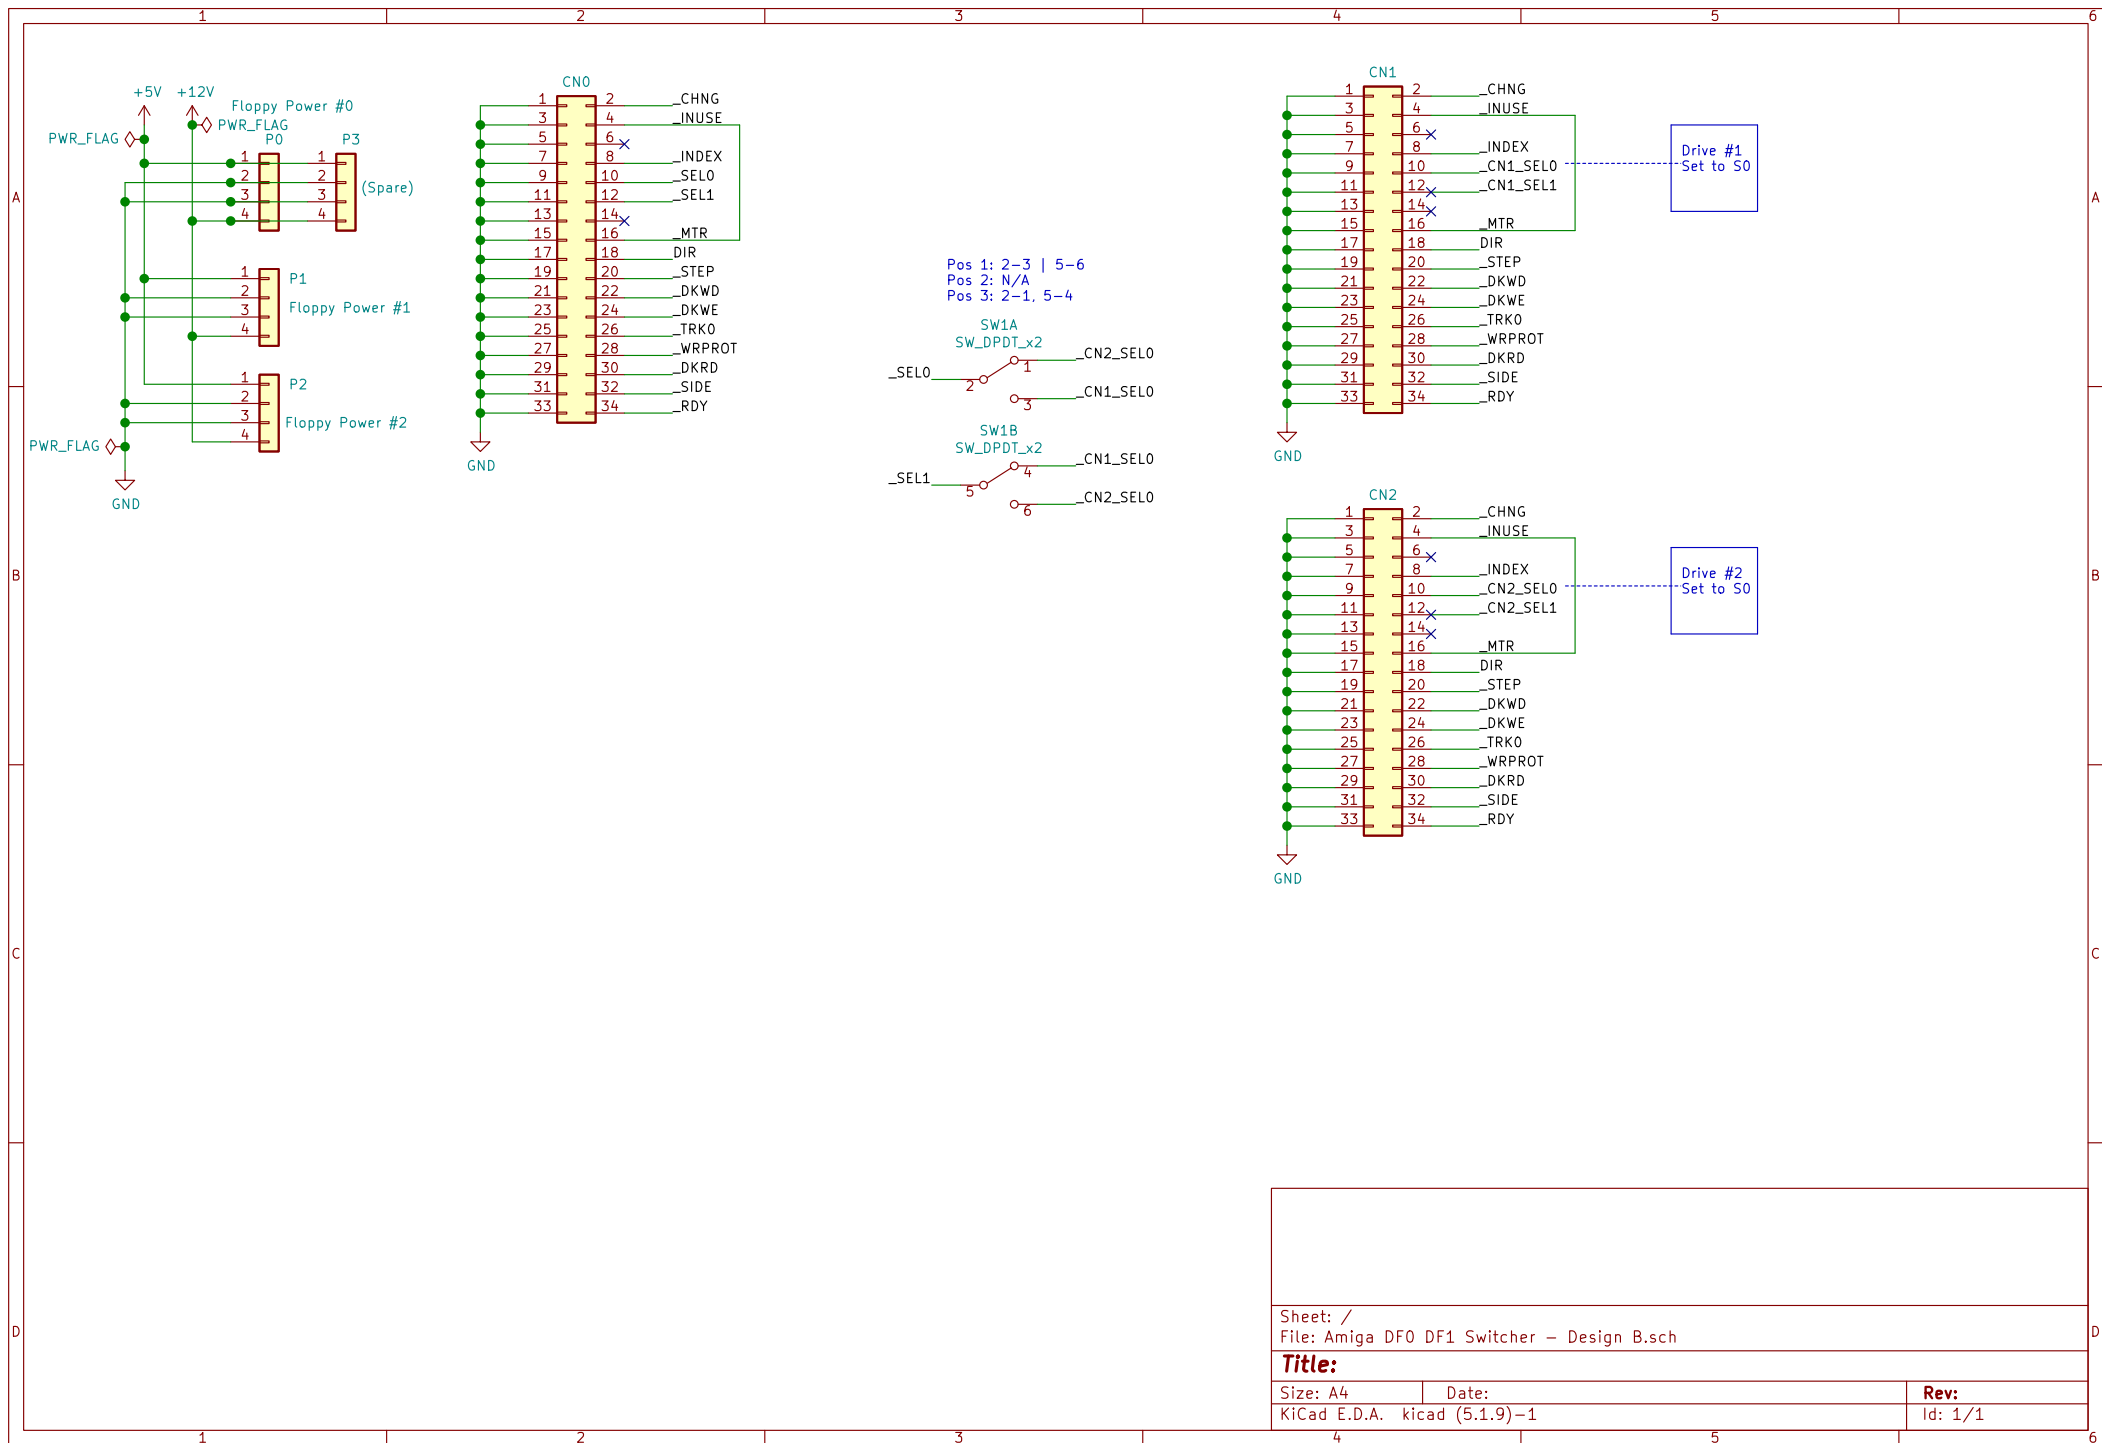 1 2 3 4 5 6
A
B
C
D
+5V +12V
Floppy Power #0
PWR_FLAG
PWR_FLAG
P0 P3
1 1
2 2
(Spare)
3 3
4 4
1 P1
2
Floppy Power #1
3
4
1 P2
2
3 Floppy Power #2
4
PWR_FLAG
GND
CN0
1 2 _CHNG
3 4 _INUSE
5 6
7 8 _INDEX
9 10 _SEL0
11 12 _SEL1
13 14
15 16 _MTR
17 18 DIR
19 20 _STEP
21 22 _DKWD
23 24 _DKWE
25 26 _TRK0
27 28 _WRPROT
29 30 _DKRD
31 32 _SIDE
33 34 _RDY
GND
Pos 1: 2-3 | 5-6
Pos 2: N/A
Pos 3: 2-1, 5-4
SW1A
SW_DPDT_x2
_CN2_SEL0
1
_SEL0
2
_CN1_SEL0
3
SW1B
SW_DPDT_x2
_CN1_SEL0
4
_SEL1
5
_CN2_SEL0
6
CN1
1 2 _CHNG
3 4 _INUSE
5 6
7 8 _INDEX
9 10 _CN1_SEL0
11 12 _CN1_SEL1
13 14
15 16 _MTR
17 18 DIR
19 20 _STEP
21 22 _DKWD
23 24 _DKWE
25 26 _TRK0
27 28 _WRPROT
29 30 _DKRD
31 32 _SIDE
33 34 _RDY
GND
Drive #1
Set to S0
CN2
1 2 _CHNG
3 4 _INUSE
5 6
7 8 _INDEX
9 10 _CN2_SEL0
11 12 _CN2_SEL1
13 14
15 16 _MTR
17 18 DIR
19 20 _STEP
21 22 _DKWD
23 24 _DKWE
25 26 _TRK0
27 28 _WRPROT
29 30 _DKRD
31 32 _SIDE
33 34 _RDY
GND
Drive #2
Set to S0
A
B
C
D
Sheet: /
File: Amiga DF0 DF1 Switcher - Design B.sch
Title:
Size: A4 Date: Rev:
KiCad E.D.A. kicad (5.1.9)-1 Id: 1/1
1 2 3 4 5 6